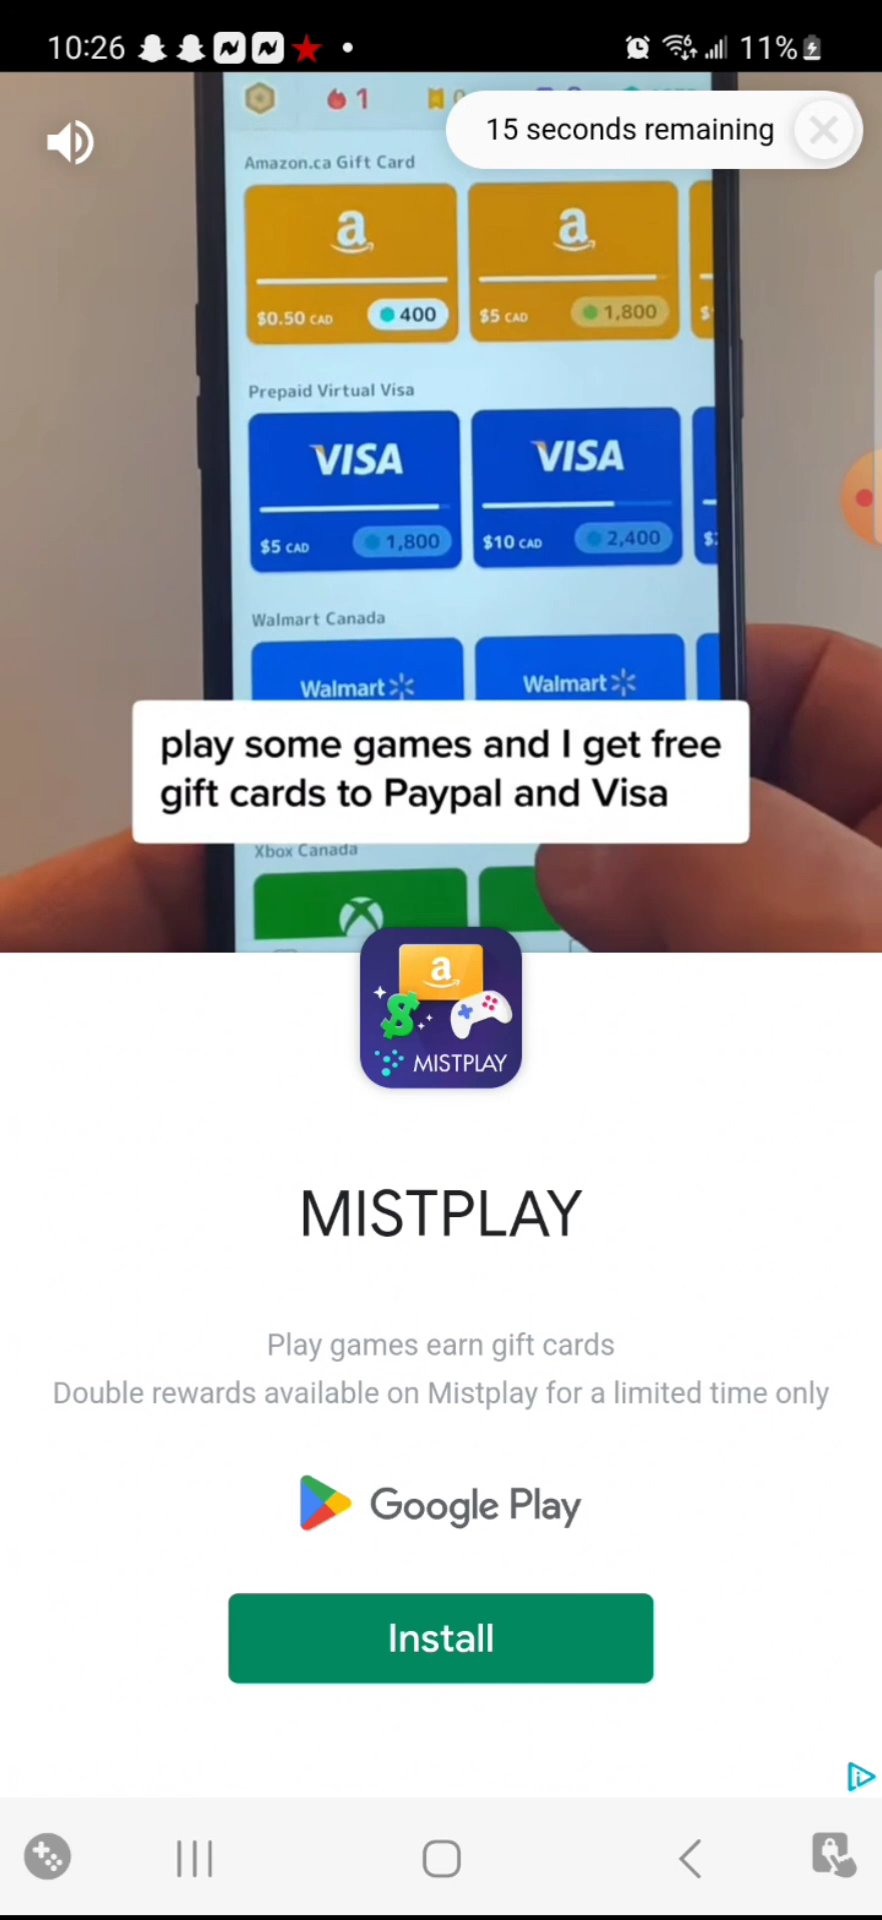 10:26
11%
1
15 seconds remaining
Amazon.ca Gift Card
a
a
$0.50 CAD
400
$5 CAD
1,800
Prepaid Virtual Visa
VISA
VISA
$5 CAD
1,800
$10 CAD
2,400
Walmart Canada
Walmart
Walmart
play some games and I get free
gift cards to Paypal and Visa
Xbox Canada
a
MISTPLAY
MISTPLAY
Play games earn gift cards
Double rewards available on Mistplay for a limited time only
Google Play
Install